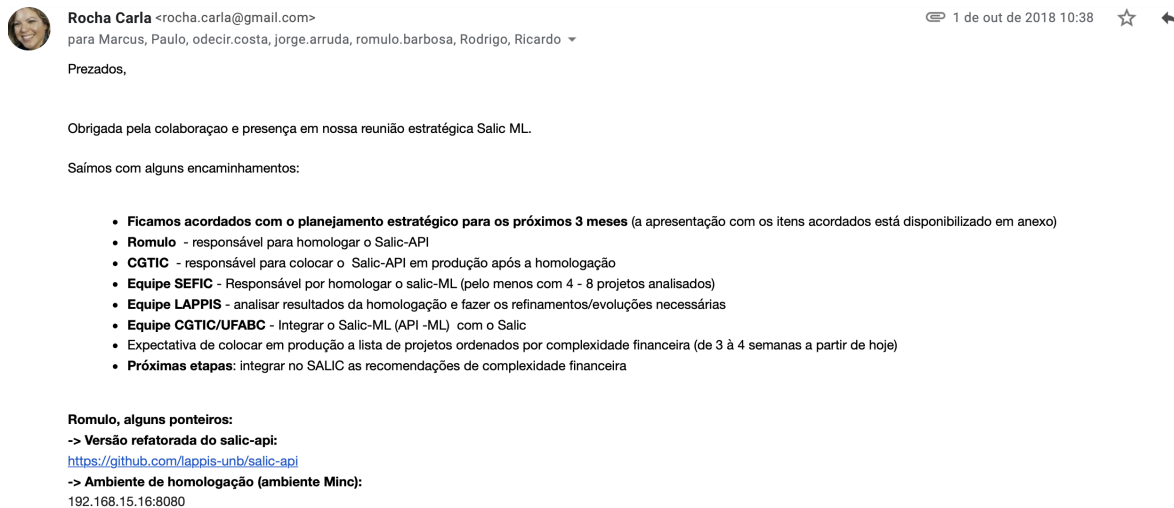 Rocha Carla <rocha.carla@gmail.com>
1 de out de 2018 10:38
para Marcus, Paulo, odecir.costa, jorge.arruda, romulo.barbosa, Rodrigo, Ricardo
Prezados,
Obrigada pela colaboraçao e presença em nossa reunião estratégica Salic ML.
Saímos com alguns encaminhamentos:
• Ficamos acordados com o planejamento estratégico para os próximos 3 meses (a apresentação com os itens acordados está disponibilizado em anexo)
• Romulo - responsável para homologar o Salic-API
• CGTIC - responsável para colocar o Salic-API em produção após a homologação
• Equipe SEFIC - Responsável por homologar o salic-ML (pelo menos com 4 - 8 projetos analisados)
• Equipe LAPPIS - analisar resultados da homologação e fazer os refinamentos/evoluções necessárias
• Equipe CGTIC/UFABC - Integrar o Salic-ML (API -ML) com o Salic
• Expectativa de colocar em produção a lista de projetos ordenados por complexidade financeira (de 3 à 4 semanas a partir de hoje)
• Próximas etapas: integrar no SALIC as recomendações de complexidade financeira
Romulo, alguns ponteiros:
-> Versão refatorada do salic-api:
https://github.com/lappis-unb/salic-api
-> Ambiente de homologação (ambiente Minc):
192.168.15.16:8080